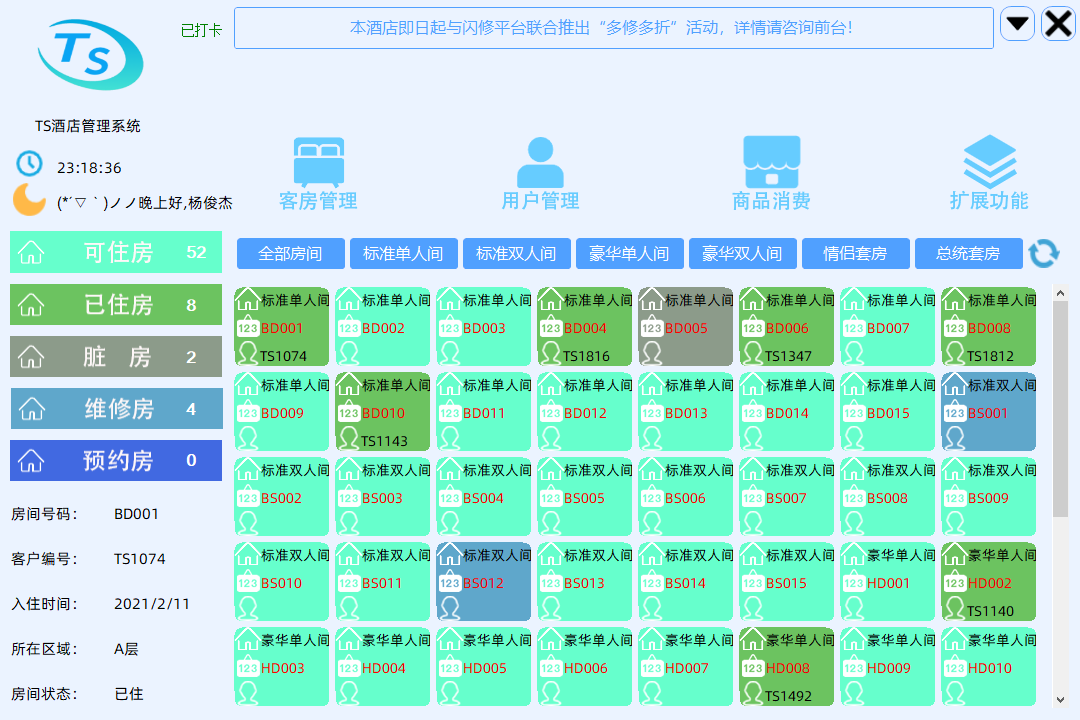 TS
已打卡
本酒店即日起与闪修平台联合推出“多修多折”活动，详情请咨询前台！
TS酒店管理系统
23:18:36
(*´▽｀)ノノ晚上好,杨俊杰
客房管理 用户管理 商品消费 扩展功能
可住房 52
已住房 8
脏 房 2
维修房 4
预约房 0
房间号码： BD001
客户编号： TS1074
入住时间： 2021/2/11
所在区域： A层
房间状态： 已住
全部房间 标准单人间 标准双人间 豪华单人间 豪华双人间 情侣套房 总统套房
标准单人间 标准单人间 标准单人间 标准单人间 标准单人间 标准单人间 标准单人间 标准单人间
123 BD001 123 BD002 123 BD003 123 BD004 123 BD005 123 BD006 123 BD007 123 BD008
TS1074 TS1816 TS1347 TS1812
标准单人间 标准单人间 标准单人间 标准单人间 标准单人间 标准单人间 标准单人间 标准双人间
123 BD009 123 BD010 123 BD011 123 BD012 123 BD013 123 BD014 123 BD015 123 BS001
TS1143
标准双人间 标准双人间 标准双人间 标准双人间 标准双人间 标准双人间 标准双人间 标准双人间
123 BS002 123 BS003 123 BS004 123 BS005 123 BS006 123 BS007 123 BS008 123 BS009
标准双人间 标准双人间 标准双人间 标准双人间 标准双人间 标准双人间 豪华单人间 豪华单人间
123 BS010 123 BS011 123 BS012 123 BS013 123 BS014 123 BS015 123 HD001 123 HD002
TS1140
豪华单人间 豪华单人间 豪华单人间 豪华单人间 豪华单人间 豪华单人间 豪华单人间 豪华单人间
123 HD003 123 HD004 123 HD005 123 HD006 123 HD007 123 HD008 123 HD009 123 HD010
TS1492